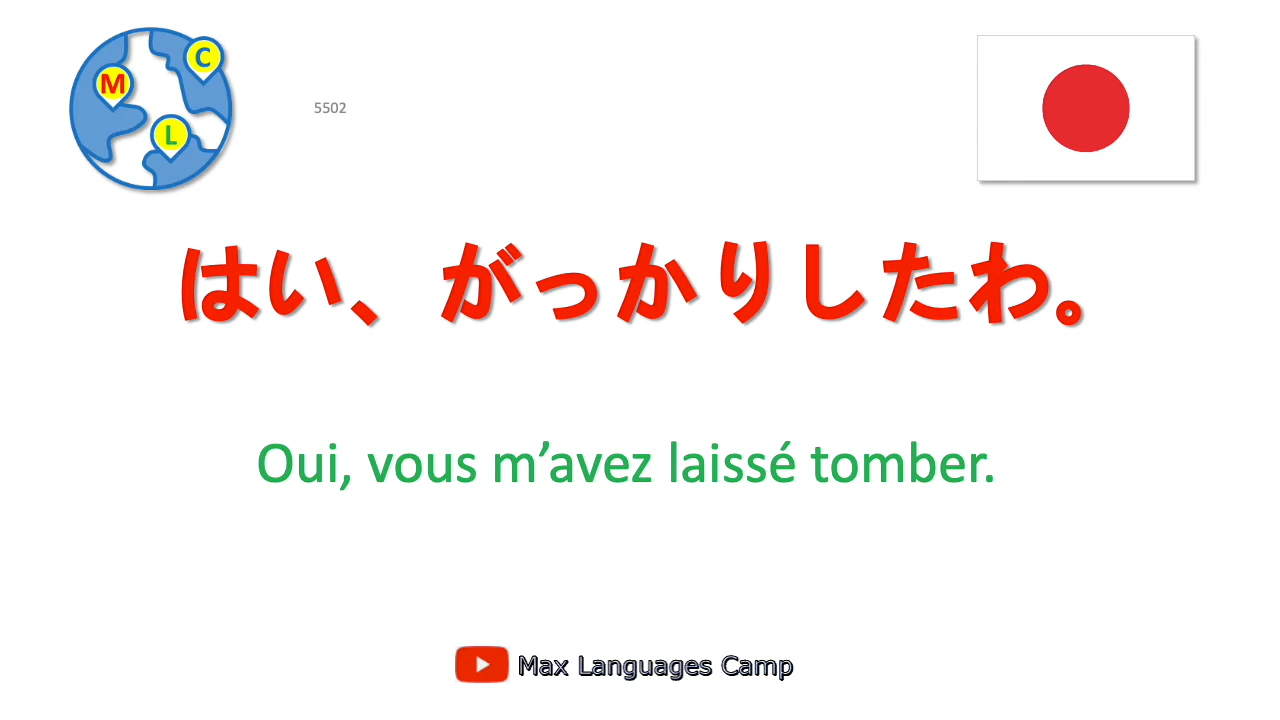 M
C
L
5502
はい、がっかりしたわ。
Oui, vous m’avez laissé tomber.
Max Languages Camp